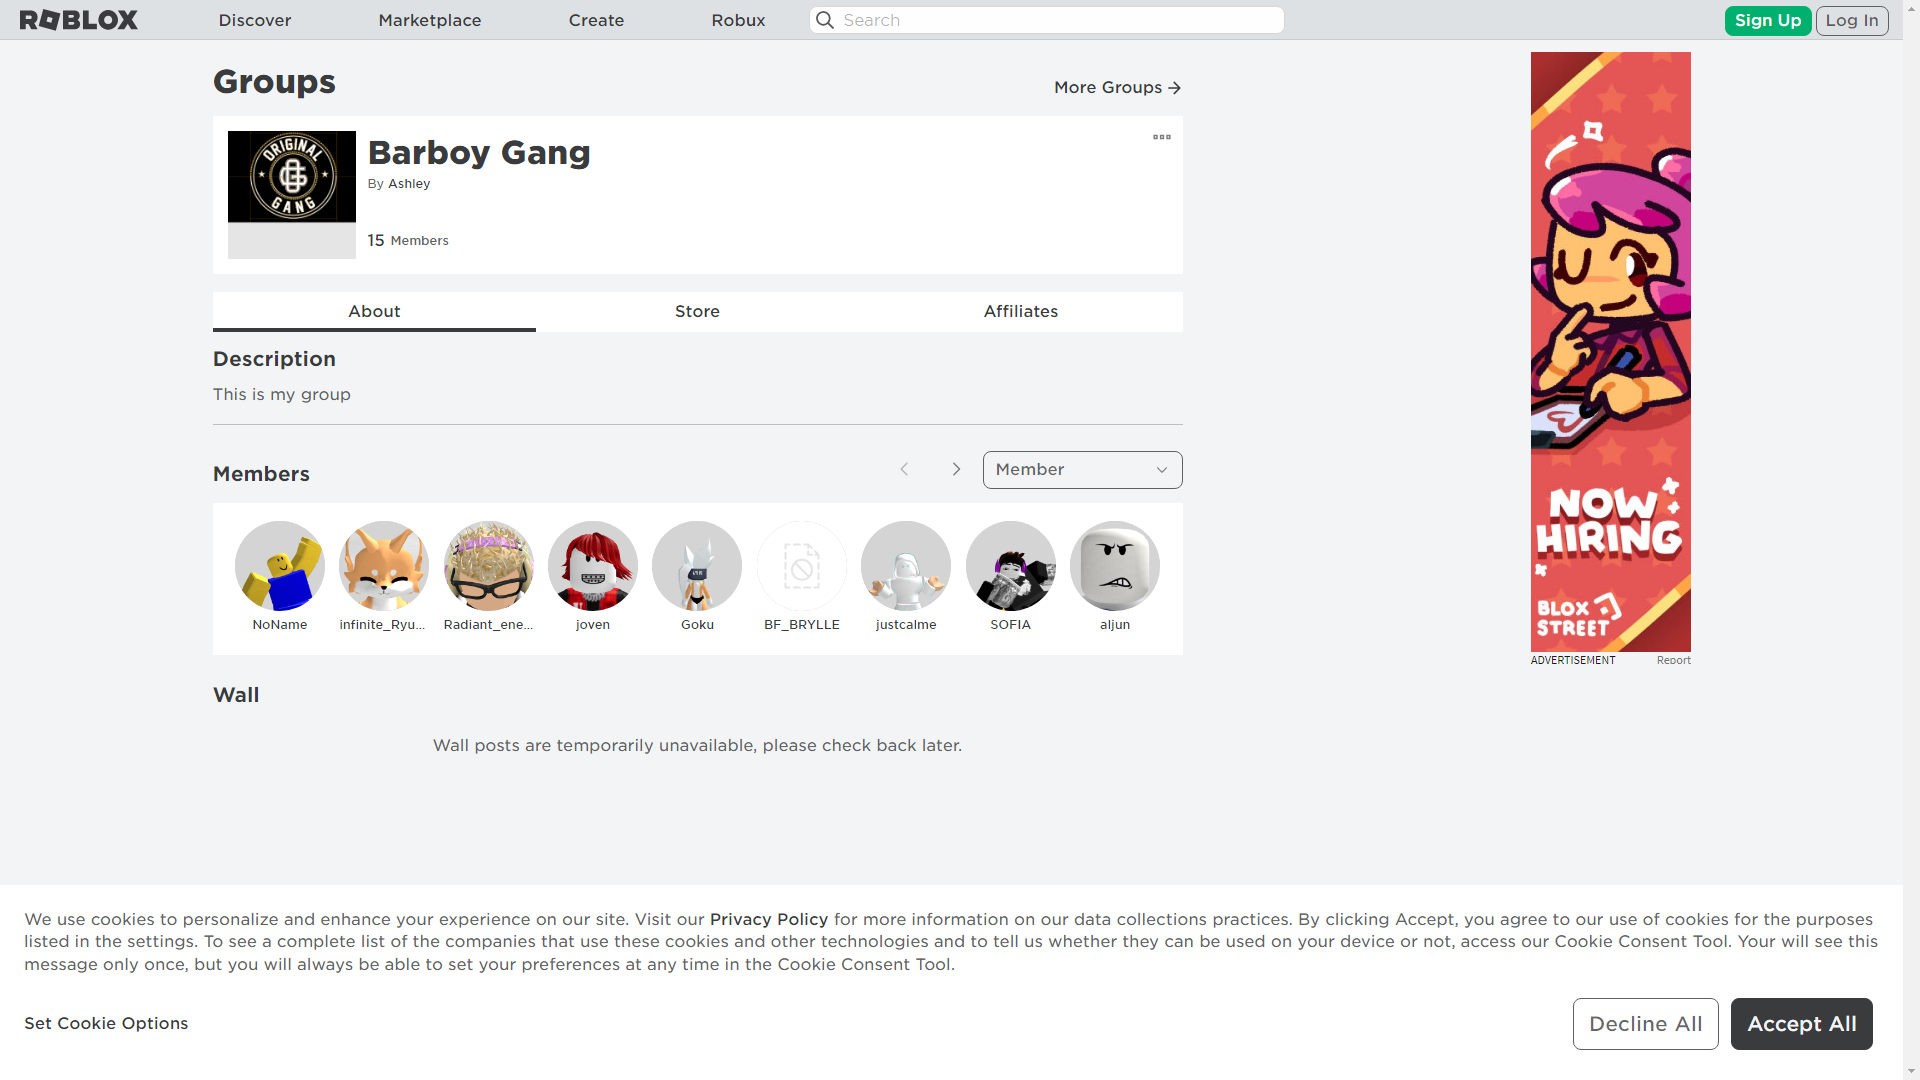 ROBLOX
Discover
Marketplace
Create
Robux
Search
Sign Up
Log In
Groups
More Groups
ORIGINAL
GANG
Barboy Gang
By Ashley
15 Members
About
Store
Affiliates
Description
This is my group
Members
Member
NoName
infinite_Ryu...
Radiant_ene...
joven
Goku
BF_BRYLLE
justcalme
SOFIA
aljun
Wall
Wall posts are temporarily unavailable, please check back later.
NOW
HIRING
BLOX
STREET
ADVERTISEMENT
Report
We use cookies to personalize and enhance your experience on our site. Visit our Privacy Policy for more information on our data collections practices. By clicking Accept, you agree to our use of cookies for the purposes
listed in the settings. To see a complete list of the companies that use these cookies and other technologies and to tell us whether they can be used on your device or not, access our Cookie Consent Tool. Your will see this
message only once, but you will always be able to set your preferences at any time in the Cookie Consent Tool.
Set Cookie Options
Decline All
Accept All